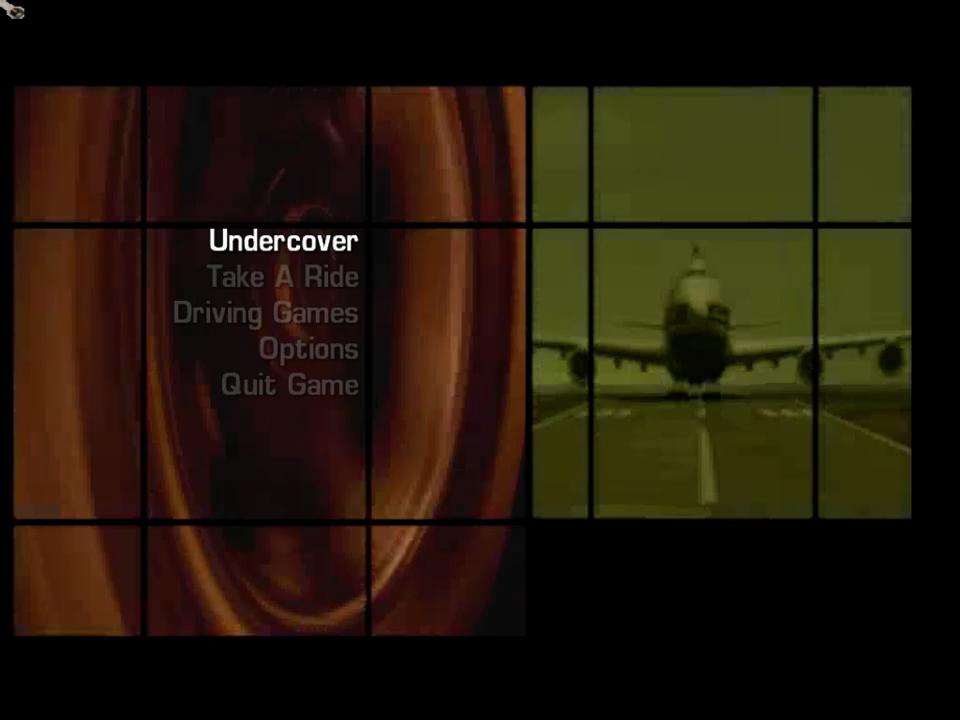 Undercover
Take A Ride
Driving Games
Options
Quit Game